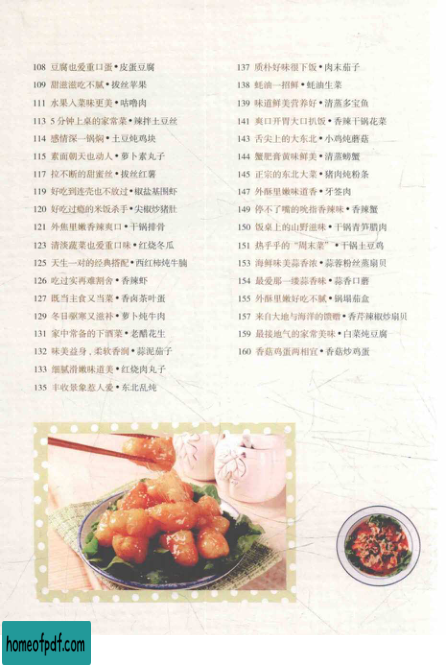 108 豆腐也爱重口蛋•皮蛋豆腐
109 甜滋滋吃不腻•拔丝苹果
111 水果入菜味更美•咕噜肉
113 5分钟上桌的家常菜•辣拌土豆丝
114 感情深一锅焖•土豆炖鸡块
115 素面朝天也动人•萝卜素丸子
117 拉不断的甜蜜丝•拔丝红薯
119 好吃到连壳也不放过•椒盐基围虾
120 好吃过瘾的米饭杀手•尖椒炒猪肚
121 外焦里嫩香辣爽口•干锅排骨
123 清淡蔬菜也爱重口味•红烧冬瓜
125 天生一对的经典搭配•西红柿炖牛腩
126 吃过实再难割舍•香辣虾
127 既当主食又当菜•香卤茶叶蛋
129 冬日驱寒又滋补•萝卜炖牛肉
131 家中常备的下酒菜•老醋花生
132 味美益身，柔软香润•蒜泥茄子
133 细腻滑嫩味道美•红烧肉丸子
135 丰收景象惹人爱•东北乱炖
137 质朴好味很下饭•肉末茄子
138 蚝油一招鲜•蚝油生菜
139 味道鲜美营养好•清蒸多宝鱼
141 爽口开胃大口扒饭•香辣干锅花菜
143 舌尖上的大东北•小鸡炖蘑菇
144 蟹肥膏黄味鲜美•清蒸螃蟹
145 正宗的东北大菜•猪肉炖粉条
147 外酥里嫩味道香•牙签肉
149 停不了嘴的吮指香辣味•香辣蟹
150 饭桌上的山野滋味•干锅青笋腊肉
151 热乎乎的“周末菜”•干锅土豆鸡
153 海鲜味美蒜香浓•蒜蓉粉丝蒸扇贝
154 最爱那一缕蒜香味•蒜香口蘑
155 外酥里嫩好吃不腻•锅塌茄盒
157 来自大地与海洋的馈赠•香芹辣椒炒扇贝
159 最接地气的家常美味•白菜炖豆腐
160 香菇鸡蛋两相宜•香菇炒鸡蛋
homeofpdf.com